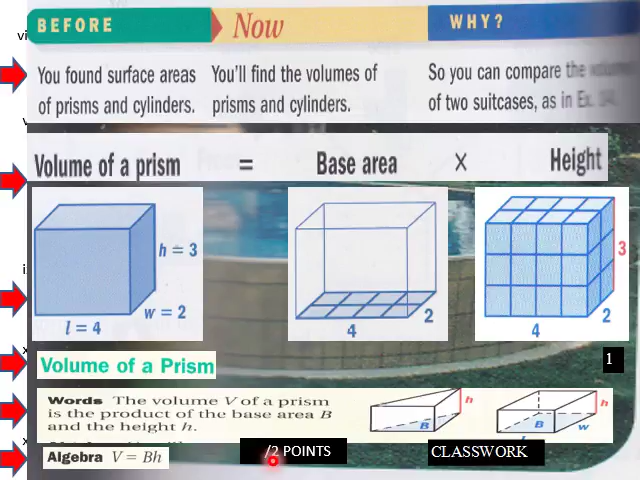 BEFORE
Now
WHY?
You found surface areas
of prisms and cylinders.
You'll find the volumes of
prisms and cylinders.
So you can compare the
of two suitcases, as in Ex.
Volume of a prism = Base area × Height
h = 3
w = 2
l = 4
4
2
3
4
2
Volume of a Prism
1
Words The volume V of a prism
is the product of the base area B
and the height h.
B
h
B
h
w
Algebra V = Bh
/2 POINTS
CLASSWORK